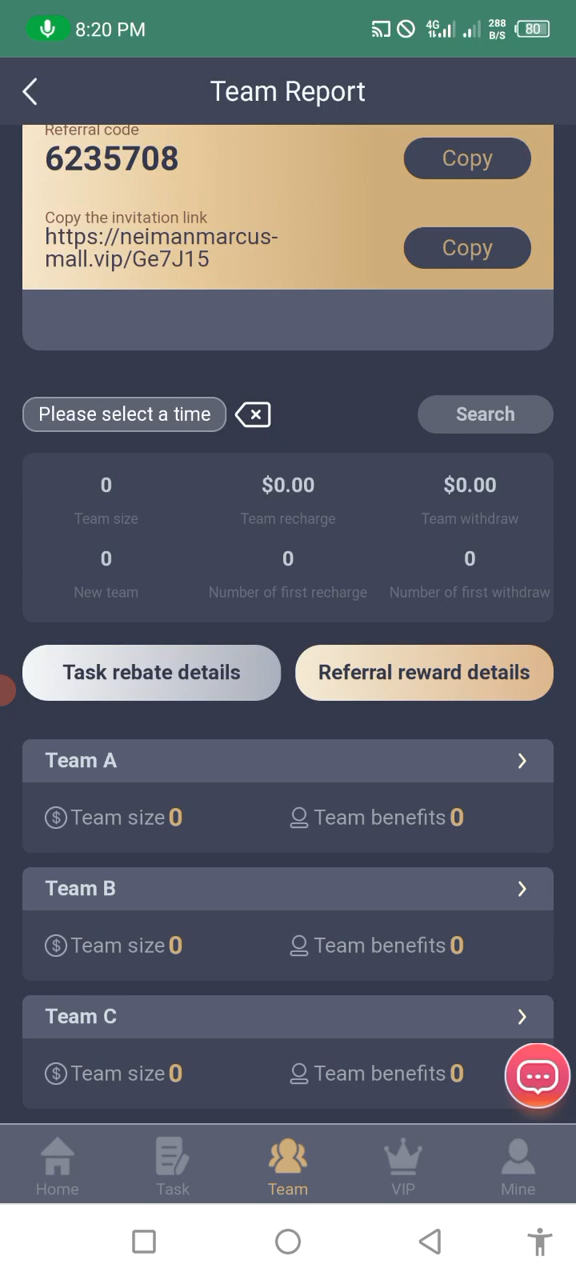 8:20 PM
4G
288 B/S
80
Team Report
Referral code
6235708
Copy
Copy the invitation link
https://neimanmarcus-
mall.vip/Ge7J15
Copy
Please select a time
Search
0 $0.00 $0.00
Team size Team recharge Team withdraw
0 0 0
New team Number of first recharge Number of first withdraw
Task rebate details Referral reward details
Team A
Team size 0 Team benefits 0
Team B
Team size 0 Team benefits 0
Team C
Team size 0 Team benefits 0
Home Task Team VIP Mine